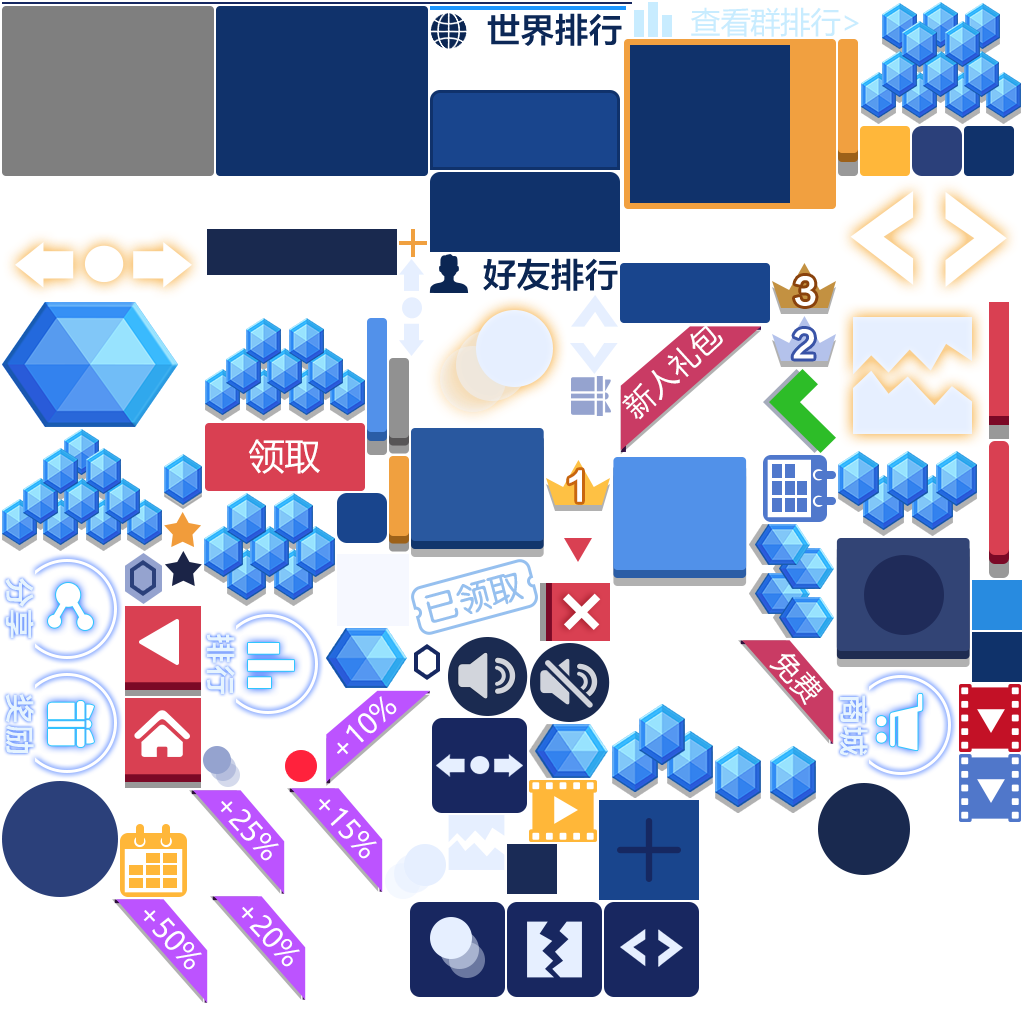 世界排行
查看群排行>
好友排行
3
2
新人礼包
领取
1
已领取
分享
排行
免费
奖励
商城
+10%
+25%
+15%
+50%
+20%